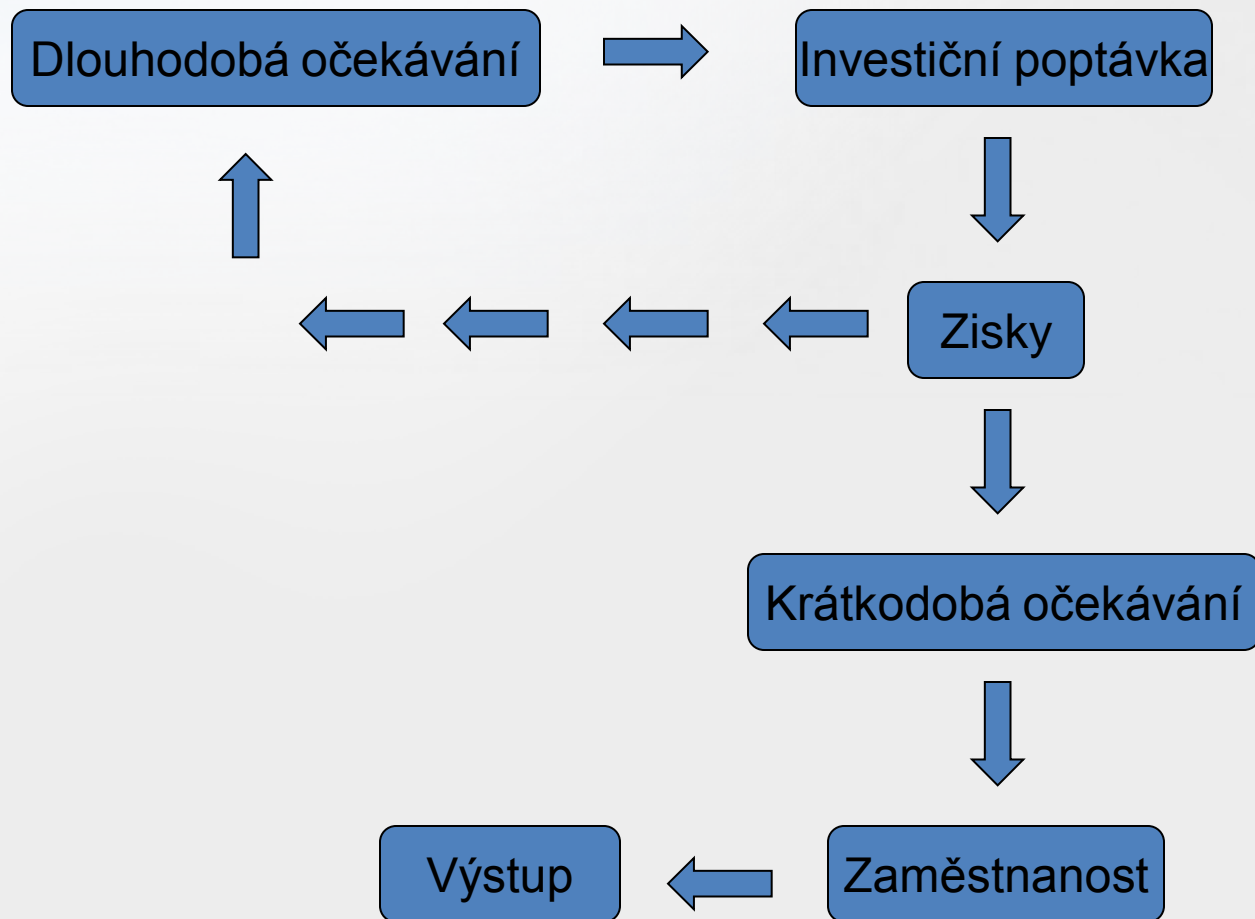 Dlouhodobá očekávání
Investiční poptávka
Zisky
Krátkodobá očekávání
Zaměstnanost
Výstup